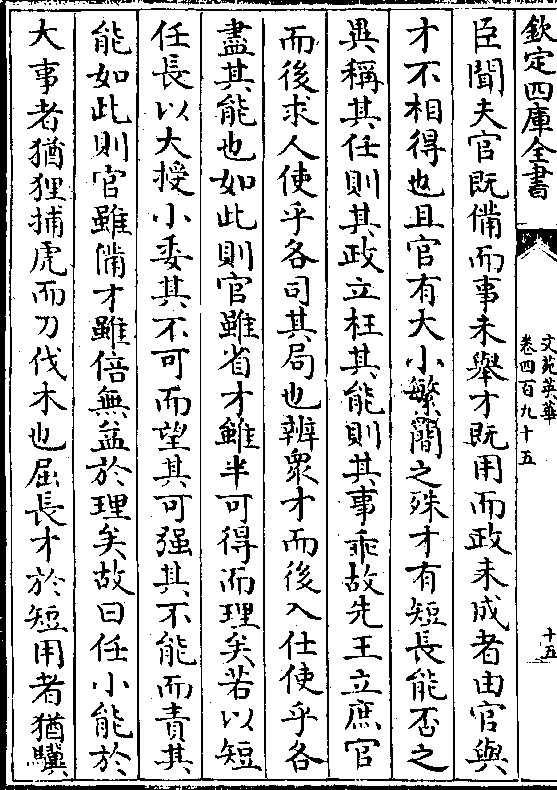 欽定四庫全書
文苑英華
卷四百九十五
十五
臣聞夫官既備而事未舉才既用而政未成者由官與
才不相得也且官有大小繁簡之殊才有短長能否之
異稱其任則其政立枉其能則其事乖故先王立庶官
而後求人使乎各司其局也辨衆才而後入仕使乎各
盡其能也如此則官雖省才雖半可得而理矣若以短
任長以大授小委其不可而望其可强其不能而責其
能如此則官雖備才雖倍無益於理矣故曰任小能於
大事者猶狸捕虎而刀伐木也屈長才於短用者猶驥